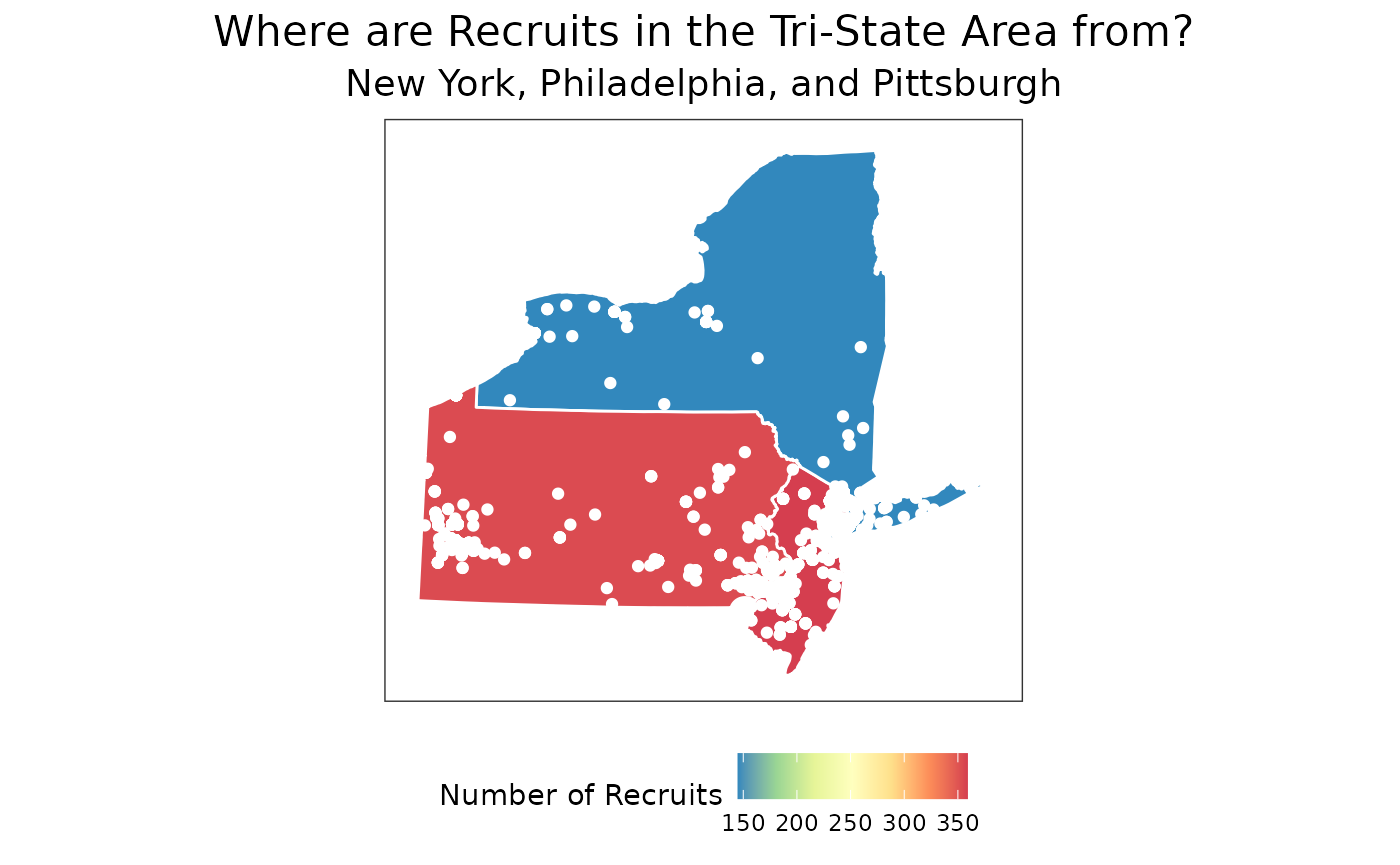 Where are Recruits in the Tri-State Area from?
New York, Philadelphia, and Pittsburgh
Number of Recruits
150 200 250 300 350